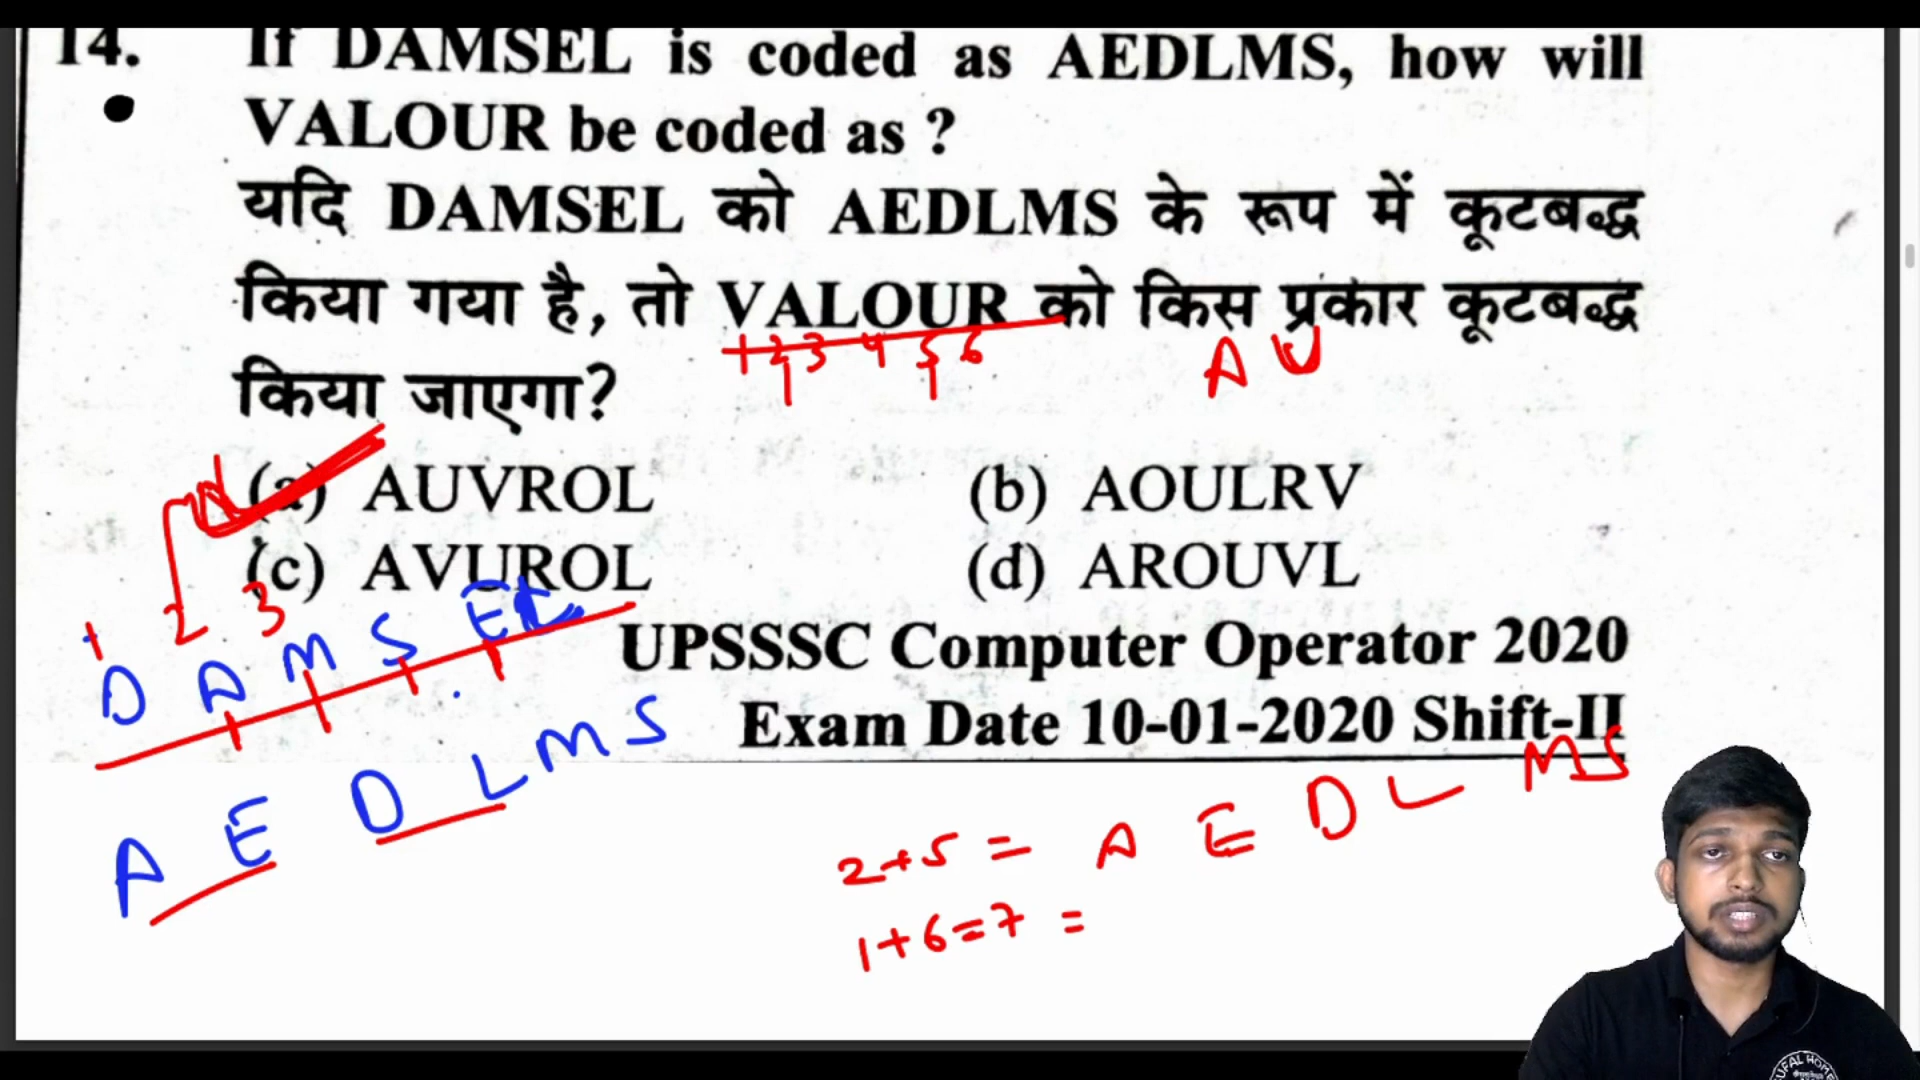 14. If DAMSEL is coded as AEDLMS, how will
VALOUR be coded as ?
यदि DAMSEL को AEDLMS के रूप में कूटबद्ध
किया गया है, तो VALOUR को किस प्रकार कूटबद्ध
1 2 3 4 5 6
A U
किया जाएगा?
(a) AUVROL (b) AOULRV
(c) AVUROL (d) AROUVL
1 2 3
D A M S E L
UPSSSC Computer Operator 2020
Exam Date 10-01-2020 Shift-II
A E D L M S
2+5 = A E D L M S
1+6=7 =